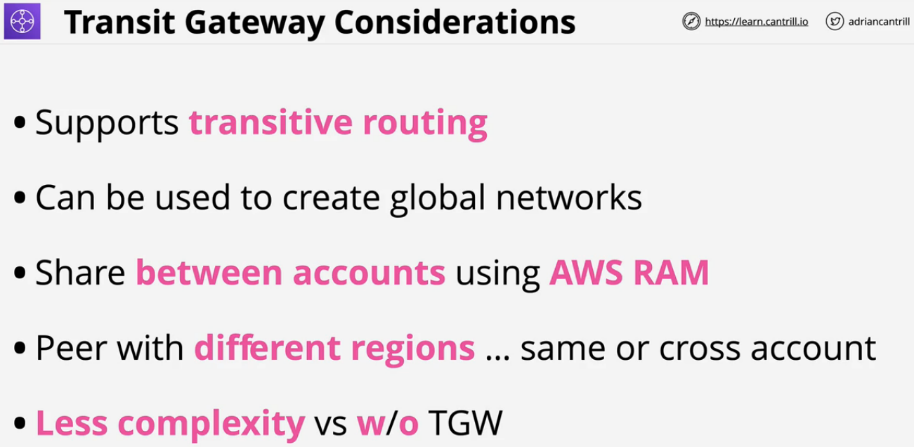 Transit Gateway Considerations
https://learn.cantrill.io
adriancantrill
• Supports transitive routing
• Can be used to create global networks
• Share between accounts using AWS RAM
• Peer with different regions ... same or cross account
• Less complexity vs w/o TGW